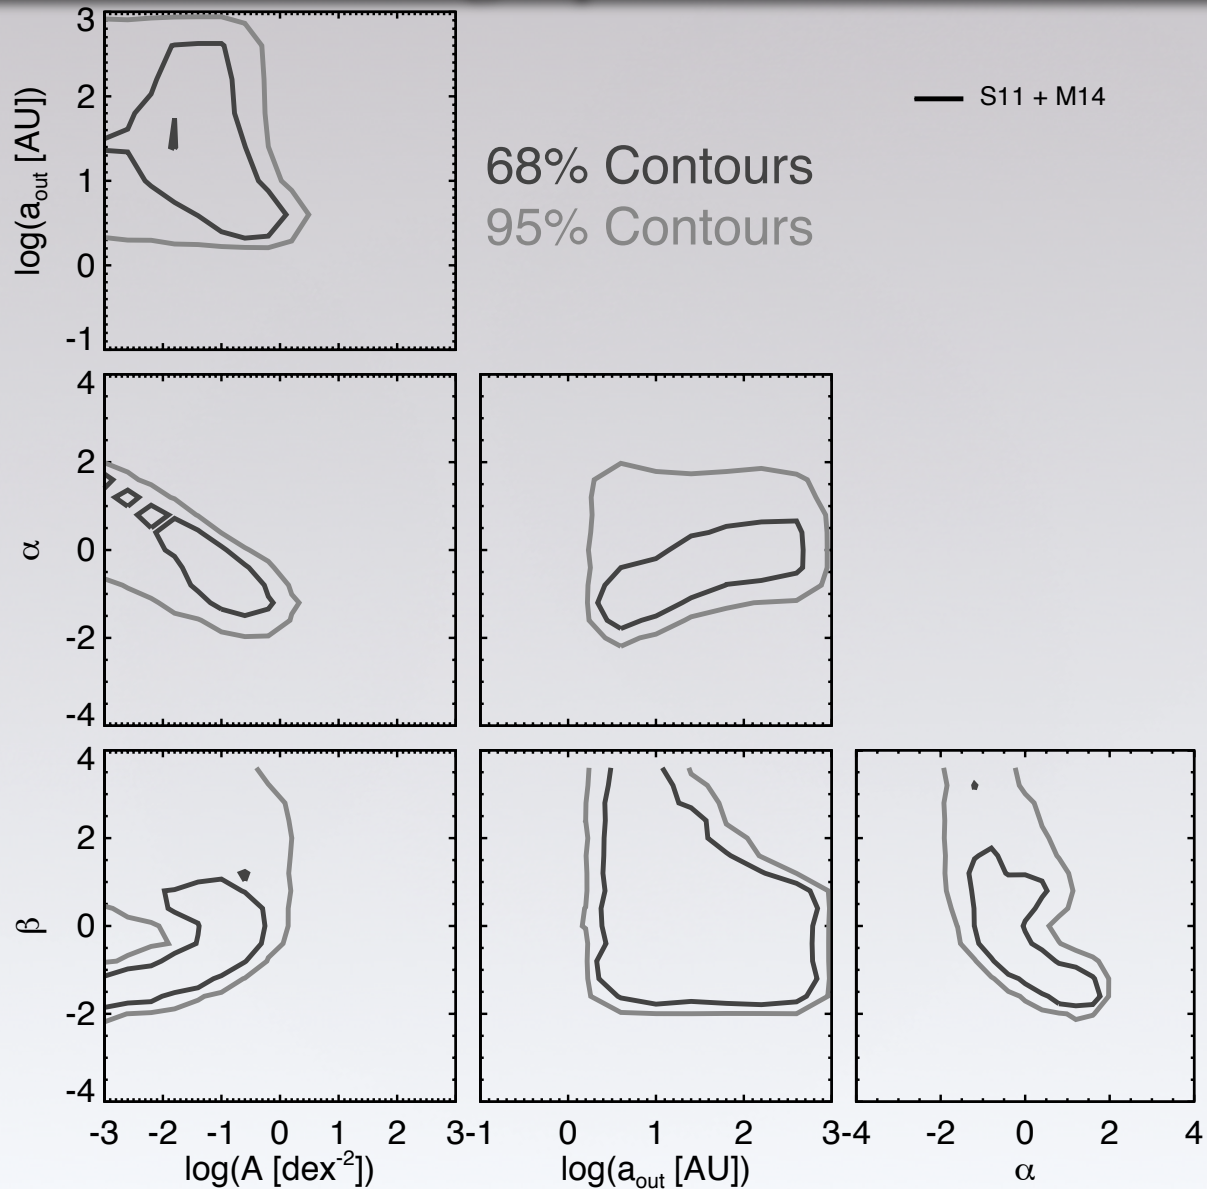 3
2
1
0
-1
log(a_out [AU])
S11 + M14
68% Contours
95% Contours
4
2
0
-2
-4
α
4
2
0
-2
-4
β
-3 -2 -1 0 1 2 3-1 0 1 2 3-4 -2 0 2 4
log(A [dex⁻²]) log(a_out [AU]) α